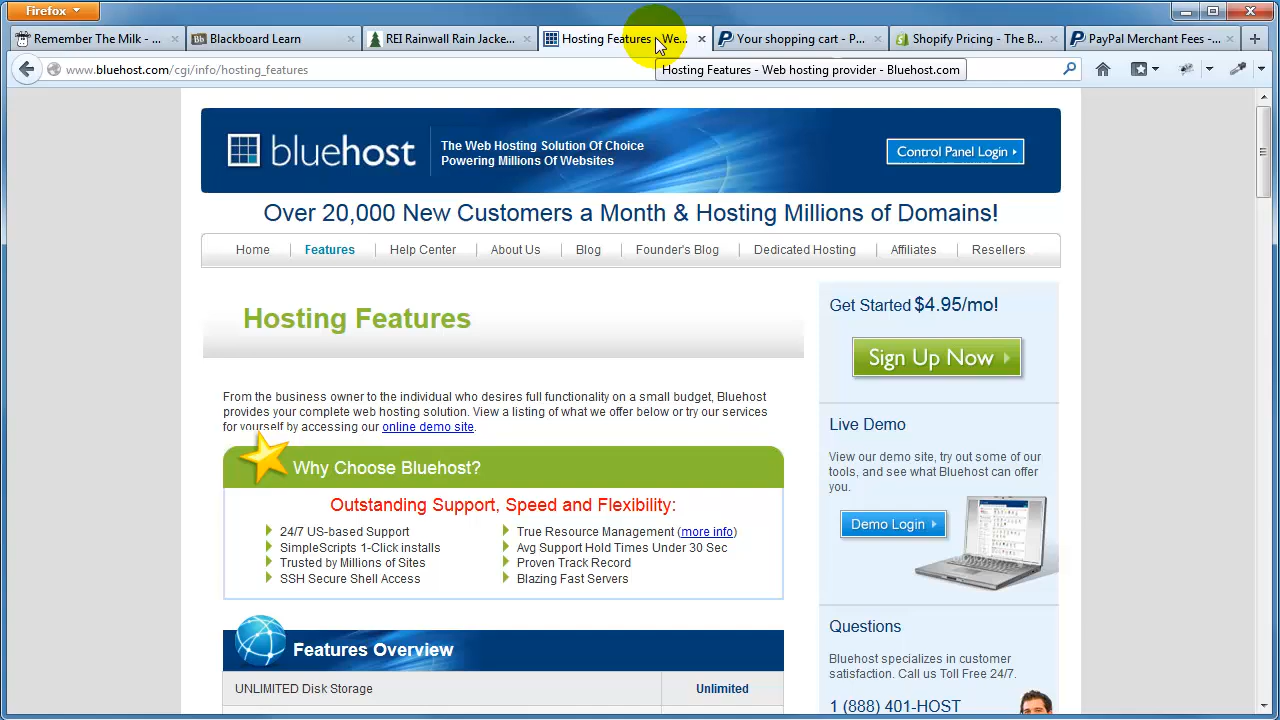 Firefox
Remember The Milk - ...
Blackboard Learn
REI Rainwall Rain Jacke...
Hosting Features - We...
Your shopping cart - P...
Shopify Pricing - The B...
PayPal Merchant Fees - ...
www.bluehost.com/cgi/info/hosting_features
Hosting Features - Web hosting provider - Bluehost.com
bluehost
The Web Hosting Solution Of Choice
Powering Millions Of Websites
Control Panel Login
Over 20,000 New Customers a Month & Hosting Millions of Domains!
Home
Features
Help Center
About Us
Blog
Founder's Blog
Dedicated Hosting
Affiliates
Resellers
Hosting Features
From the business owner to the individual who desires full functionality on a small budget, Bluehost
provides your complete web hosting solution. View a listing of what we offer below or try our services
for yourself by accessing our online demo site.
Why Choose Bluehost?
Outstanding Support, Speed and Flexibility:
24/7 US-based Support
SimpleScripts 1-Click installs
Trusted by Millions of Sites
SSH Secure Shell Access
True Resource Management (more info)
Avg Support Hold Times Under 30 Sec
Proven Track Record
Blazing Fast Servers
Features Overview
UNLIMITED Disk Storage
Unlimited
Get Started $4.95/mo!
Sign Up Now
Live Demo
View our demo site, try out some of our
tools, and see what Bluehost can offer
you.
Demo Login
Questions
Bluehost specializes in customer
satisfaction. Call us Toll Free 24/7.
1 (888) 401-HOST